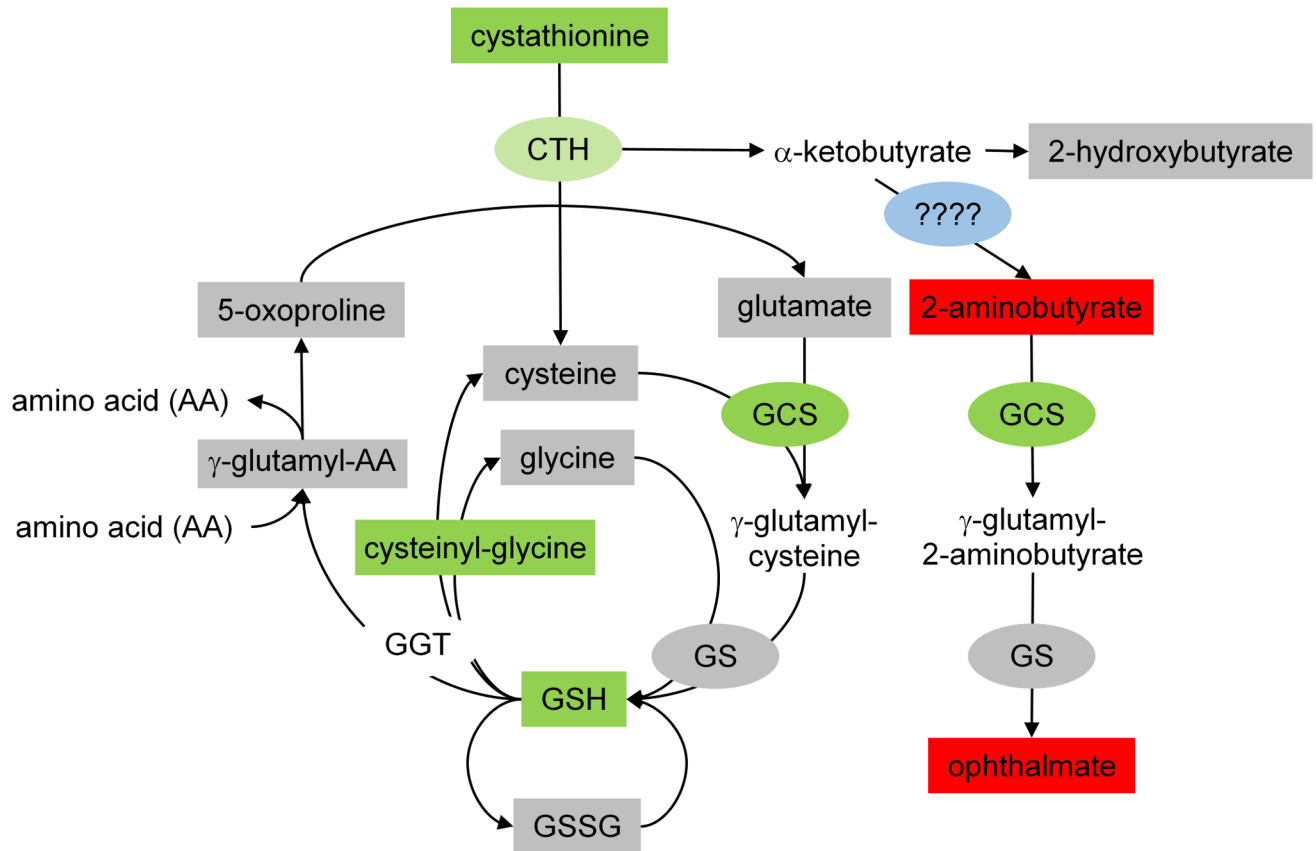 cystathionine
CTH
α-ketobutyrate
2-hydroxybutyrate
????
5-oxoproline
glutamate
2-aminobutyrate
cysteine
amino acid (AA)
GCS
GCS
γ-glutamyl-AA
glycine
amino acid (AA)
cysteinyl-glycine
γ-glutamyl-
cysteine
γ-glutamyl-
2-aminobutyrate
GGT
GS
GS
GSH
ophthalmate
GSSG